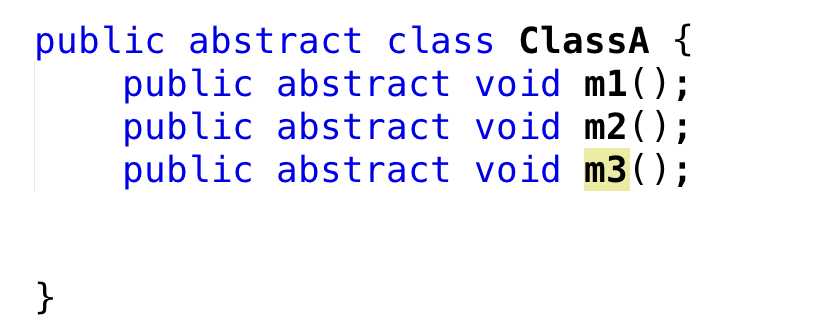 public abstract class ClassA {
    public abstract void m1();
    public abstract void m2();
    public abstract void m3();
}